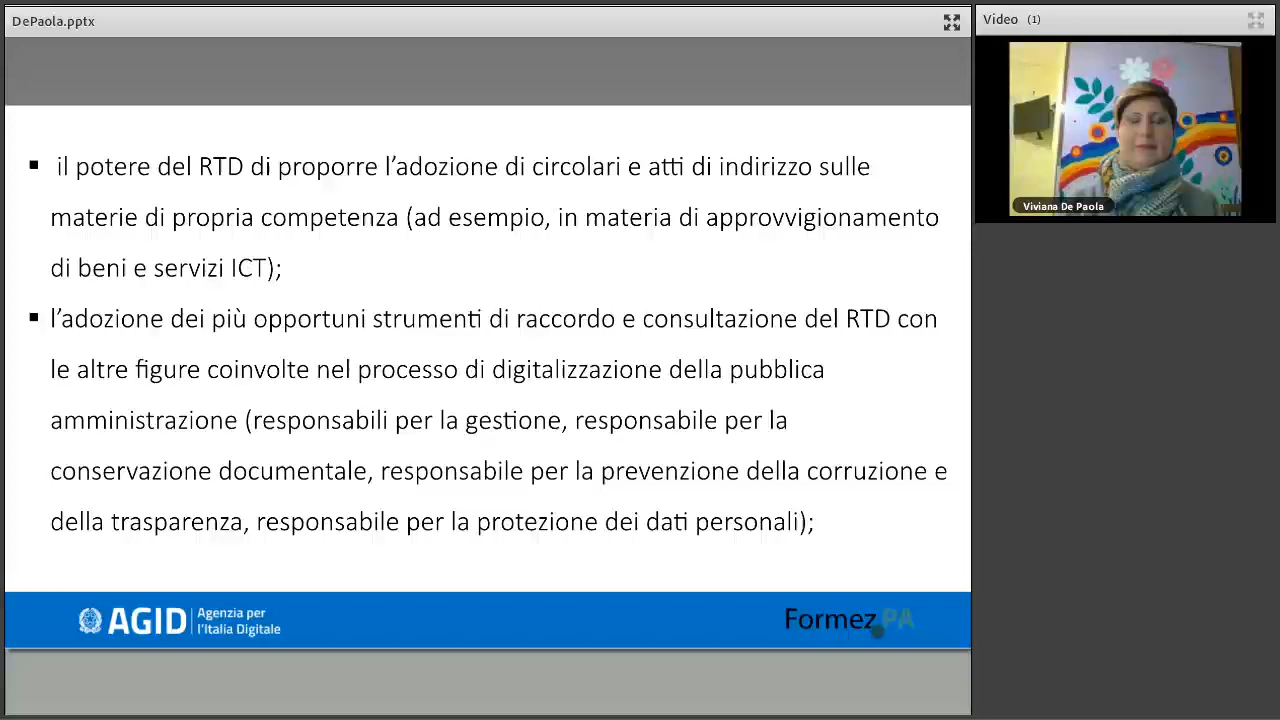 DePaola.pptx
Video (1)
▪ il potere del RTD di proporre l’adozione di circolari e atti di indirizzo sulle
materie di propria competenza (ad esempio, in materia di approvvigionamento
di beni e servizi ICT);
▪ l’adozione dei più opportuni strumenti di raccordo e consultazione del RTD con
le altre figure coinvolte nel processo di digitalizzazione della pubblica
amministrazione (responsabili per la gestione, responsabile per la
conservazione documentale, responsabile per la prevenzione della corruzione e
della trasparenza, responsabile per la protezione dei dati personali);
Viviana De Paola
AGID
Agenzia per
l’Italia Digitale
Formez PA